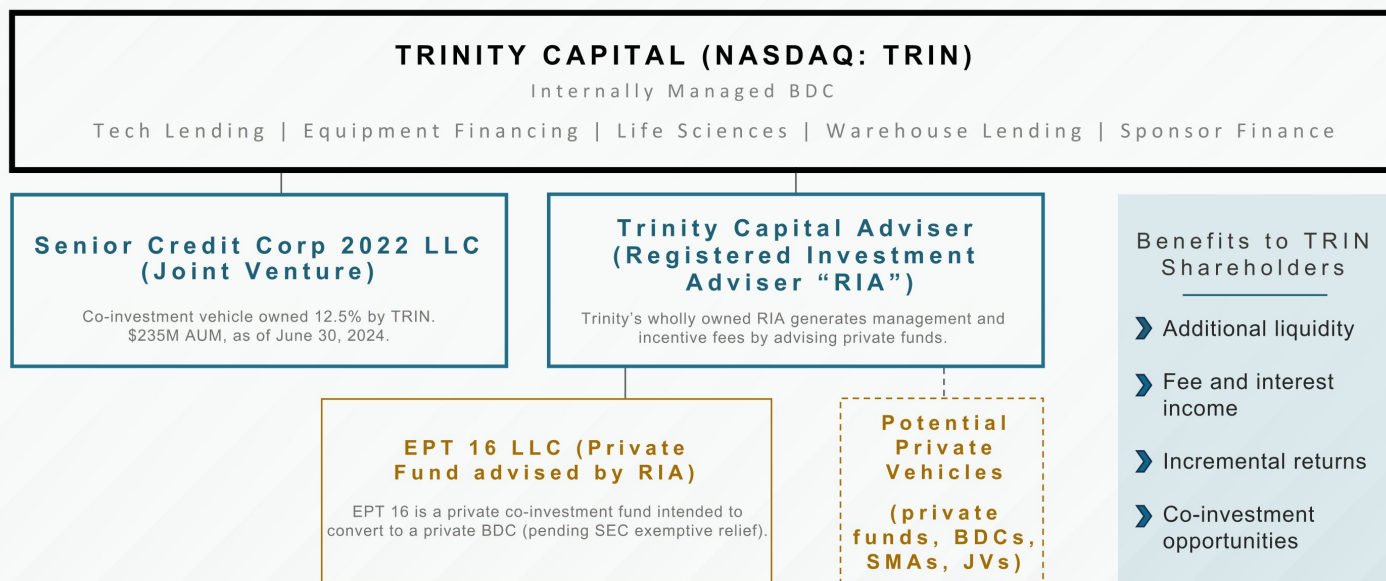 TRINITY CAPITAL (NASDAQ: TRIN)
Internally Managed BDC
Tech Lending | Equipment Financing | Life Sciences | Warehouse Lending | Sponsor Finance
Senior Credit Corp 2022 LLC
(Joint Venture)
Co-investment vehicle owned 12.5% by TRIN.
$235M AUM, as of June 30, 2024.
Trinity Capital Adviser
(Registered Investment
Adviser “RIA”)
Trinity’s wholly owned RIA generates management and
incentive fees by advising private funds.
EPT 16 LLC (Private
Fund advised by RIA)
EPT 16 is a private co-investment fund intended to
convert to a private BDC (pending SEC exemptive relief).
Potential
Private
Vehicles
(private
funds, BDCs,
SMAs, JVs)
Benefits to TRIN
Shareholders
Additional liquidity
Fee and interest
income
Incremental returns
Co-investment
opportunities